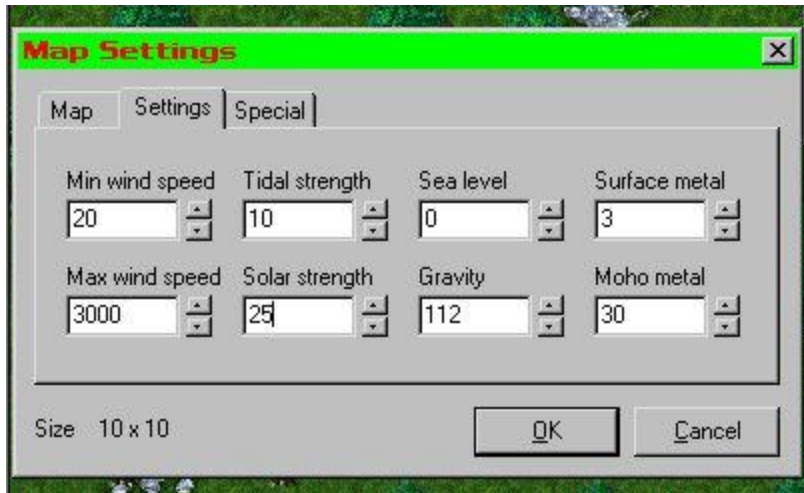 Map Settings
Map Settings Special
Min wind speed Tidal strength Sea level Surface metal
20 10 0 3
Max wind speed Solar strength Gravity Moho metal
3000 25 112 30
Size 10 x 10 OK Cancel